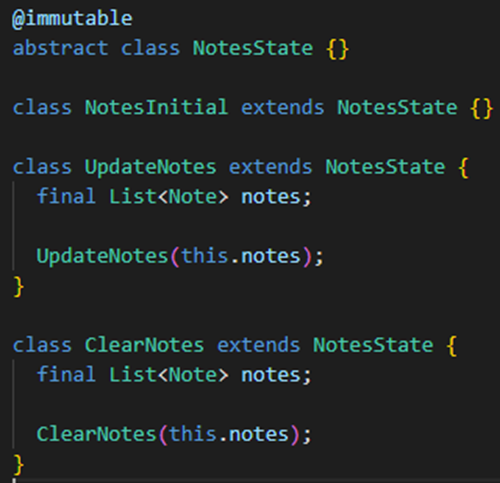 @immutable
abstract class NotesState {}
class NotesInitial extends NotesState {}
class UpdateNotes extends NotesState {
final List<Note> notes;
UpdateNotes(this.notes);
}
class ClearNotes extends NotesState {
final List<Note> notes;
ClearNotes(this.notes);
}